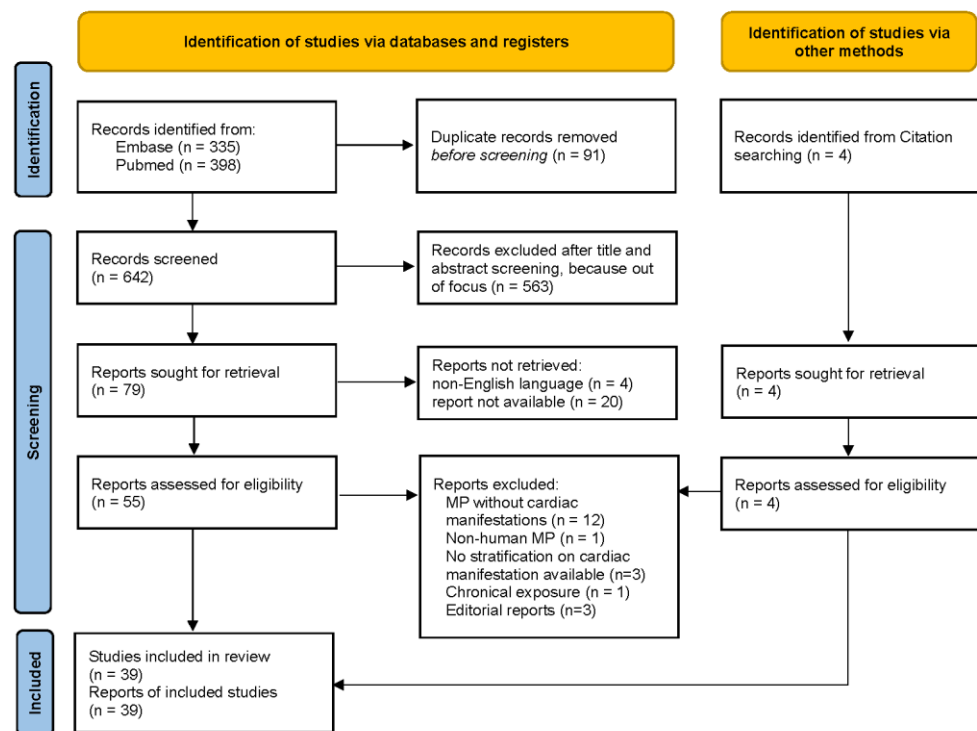 Identification of studies via databases and registers
Identification of studies via
other methods
Identification
Records identified from:
Embase (n = 335)
Pubmed (n = 398)
Duplicate records removed
before screening (n = 91)
Records identified from Citation
searching (n = 4)
Screening
Records screened
(n = 642)
Records excluded after title and
abstract screening, because out
of focus (n = 563)
Reports sought for retrieval
(n = 79)
Reports not retrieved:
non-English language (n = 4)
report not available (n = 20)
Reports sought for retrieval
(n = 4)
Reports assessed for eligibility
(n = 55)
Reports excluded:
MP without cardiac
manifestations (n = 12)
Non-human MP (n = 1)
No stratification on cardiac
manifestation available (n=3)
Chronical exposure (n = 1)
Editorial reports (n=3)
Reports assessed for eligibility
(n = 4)
Included
Studies included in review
(n = 39)
Reports of included studies
(n = 39)